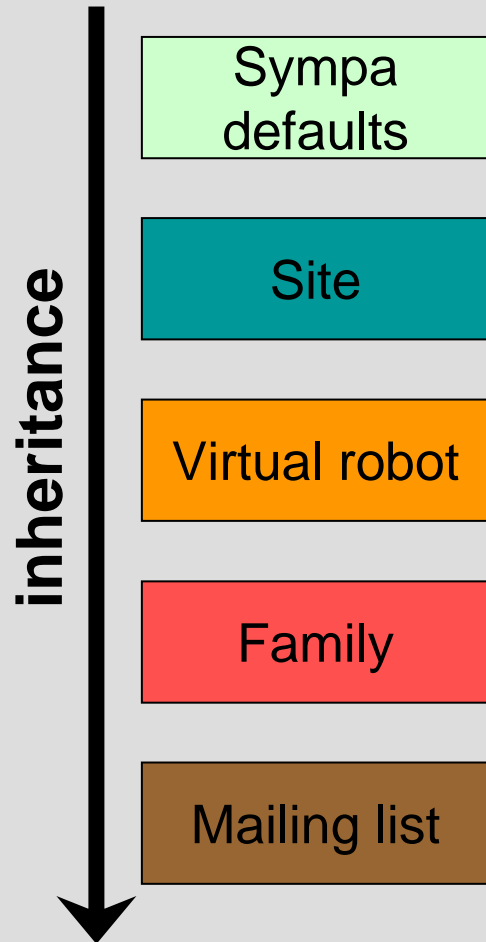 Sympa
defaults
Site
Virtual robot
Family
Mailing list
inheritance